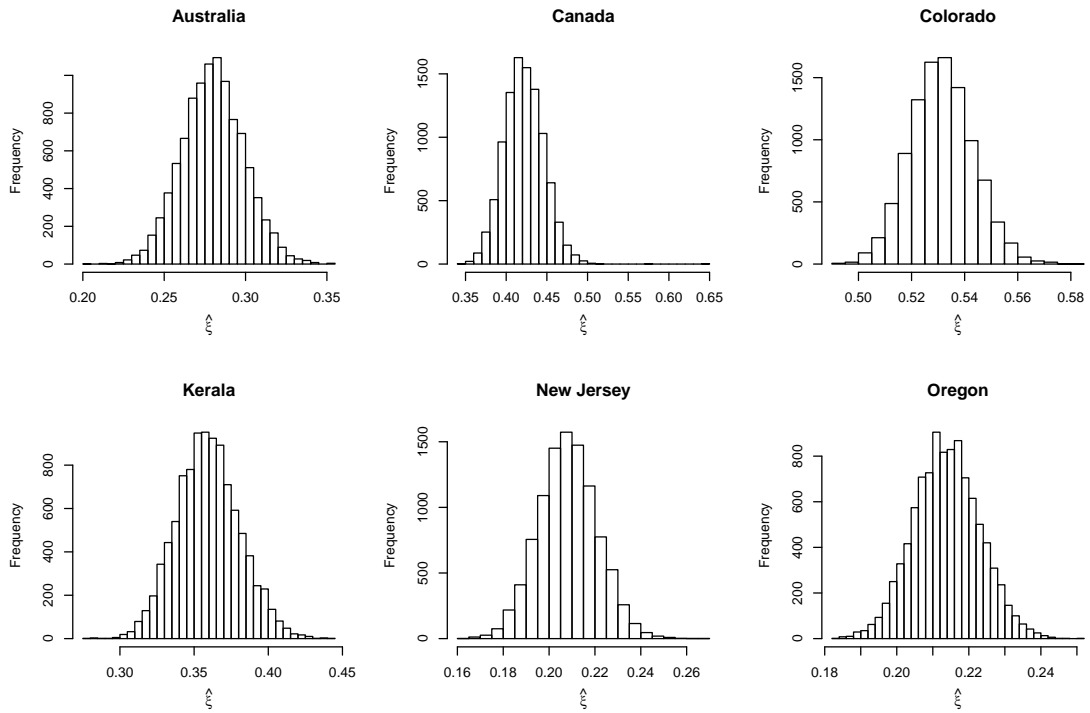 Australia
Frequency
0 200 400 600 800
0.20 0.25 0.30 0.35
ξ̂
Canada
Frequency
0 500 1000 1500
0.35 0.40 0.45 0.50 0.55 0.60 0.65
ξ̂
Colorado
Frequency
0 500 1000 1500
0.50 0.52 0.54 0.56 0.58
ξ̂
Kerala
Frequency
0 200 400 600 800
0.30 0.35 0.40 0.45
ξ̂
New Jersey
Frequency
0 500 1000 1500
0.16 0.18 0.20 0.22 0.24 0.26
ξ̂
Oregon
Frequency
0 200 400 600 800
0.18 0.20 0.22 0.24
ξ̂